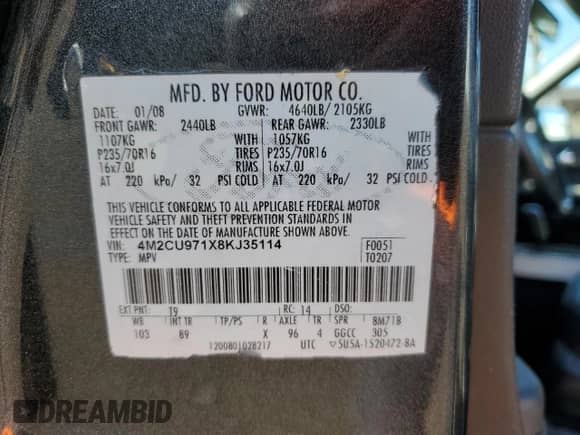 MFD. BY FORD MOTOR CO.
DATE: 01/08 GVWR: 4640LB/ 2105KG
FRONT GAWR: 2440LB REAR GAWR: 2330LB
1107KG WITH 1057KG WITH
P235/70R16 TIRES P235/70R16 TIRES
16x7.0J RIMS 16x7.0J RIMS
AT 220 kPa/ 32 PSI COLD AT 220 kPa/ 32 PSI COLD
THIS VEHICLE CONFORMS TO ALL APPLICABLE FEDERAL MOTOR
VEHICLE SAFETY AND THEFT PREVENTION STANDARDS IN
EFFECT ON THE DATE OF MANUFACTURE SHOWN ABOVE.
VIN: 4M2CU971X8KJ35114 F0051
TYPE: MPV T0207
EXT PNT: T9 RC: 14 DSO:
WB INT TR TP/PS R AXLE TR SPR 8M71B
103 89 X 96 4 GGCC 305
1200801028217 UTC ▽5U5A-1520472-BA
DREAMBID